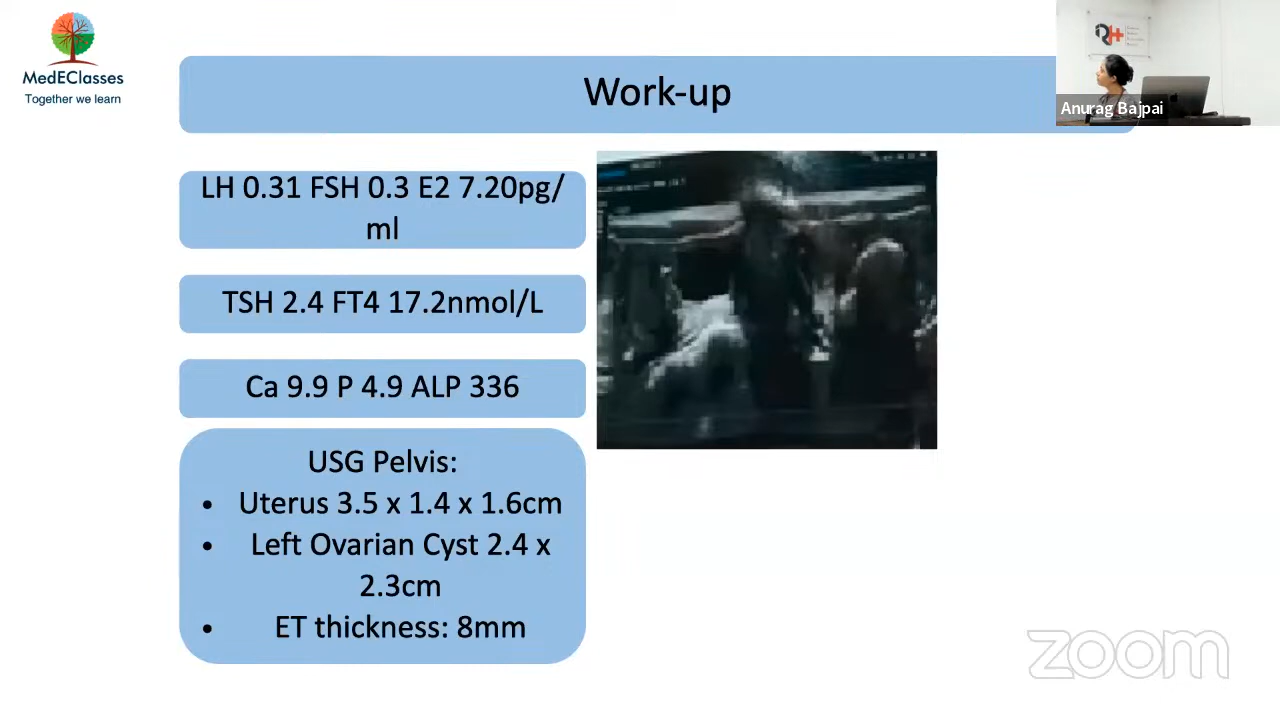 MedEClasses
Together we learn
Work-up
Anurag Bajpai
LH 0.31 FSH 0.3 E2 7.20pg/
ml
TSH 2.4 FT4 17.2nmol/L
Ca 9.9 P 4.9 ALP 336
USG Pelvis:
• Uterus 3.5 x 1.4 x 1.6cm
• Left Ovarian Cyst 2.4 x
2.3cm
• ET thickness: 8mm
zoom